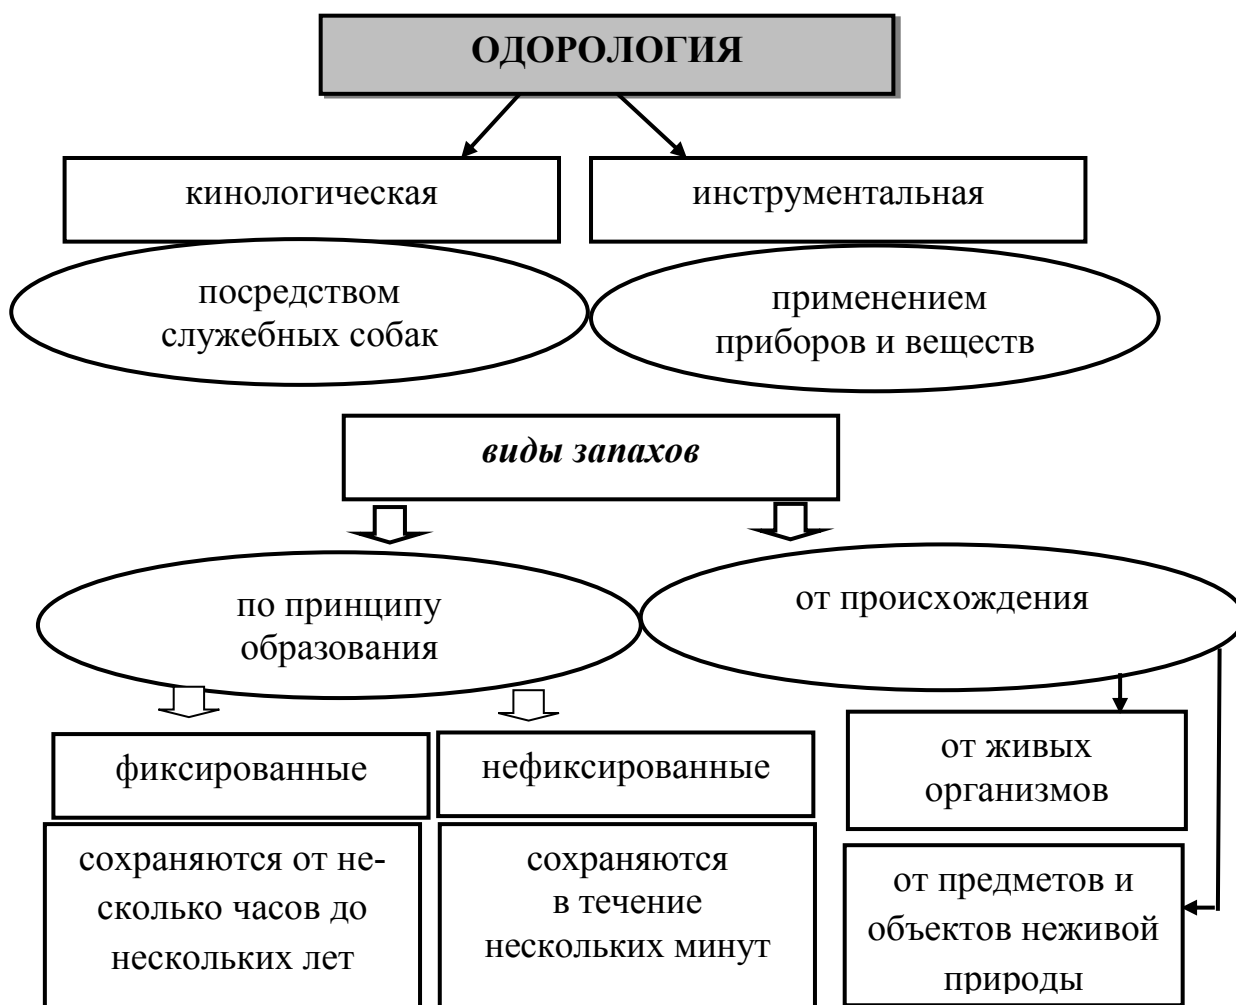 ОДОРОЛОГИЯ
кинологическая
инструментальная
посредством
служебных собак
применением
приборов и веществ
виды запахов
по принципу
образования
от происхождения
фиксированные
нефиксированные
от живых
организмов
сохраняются от не-
сколько часов до
нескольких лет
сохраняются
в течение
нескольких минут
от предметов и
объектов неживой
природы